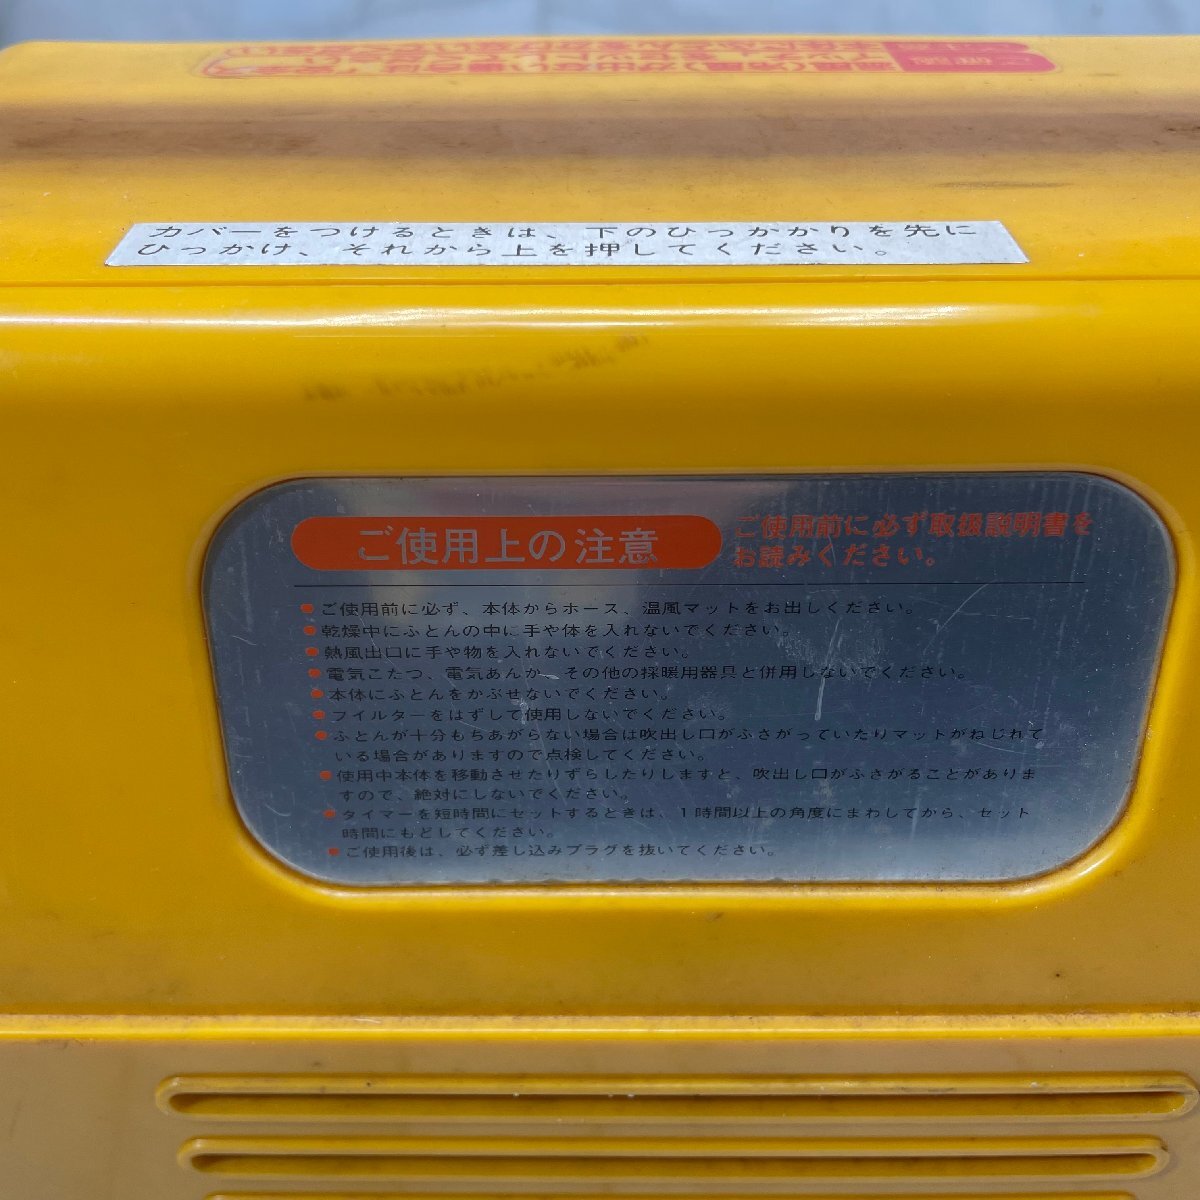 カバーをつけるときは、下のひっかかりを先に
ひっかけ、それから上を押してください。
ご使用上の注意
ご使用前に必ず取扱説明書を
お読みください。
●ご使用前に必ず、本体からホース、温風マットをお出しください。
●乾燥中にふとんの中に手や体を入れないでください。
●熱風出口に手や物を入れないでください。
●電気こたつ、電気あんか、その他の採暖用器具と併用しないでください。
●本体にふとんをかぶせないでください。
●フィルターをはずして使用しないでください。
●ふとんが十分もちあがらない場合は吹出し口がふさがっていたりマットがねじれて
いる場合がありますので点検してください。
●使用中本体を移動させたりずらしたりしますと、吹出し口がふさがることがありま
すので、絶対にしないでください。
●タイマーを短時間にセットするときは、1時間以上の角度にまわしてから、セット
時間にもどしてください。
●ご使用後は、必ず差し込みプラグを抜いてください。